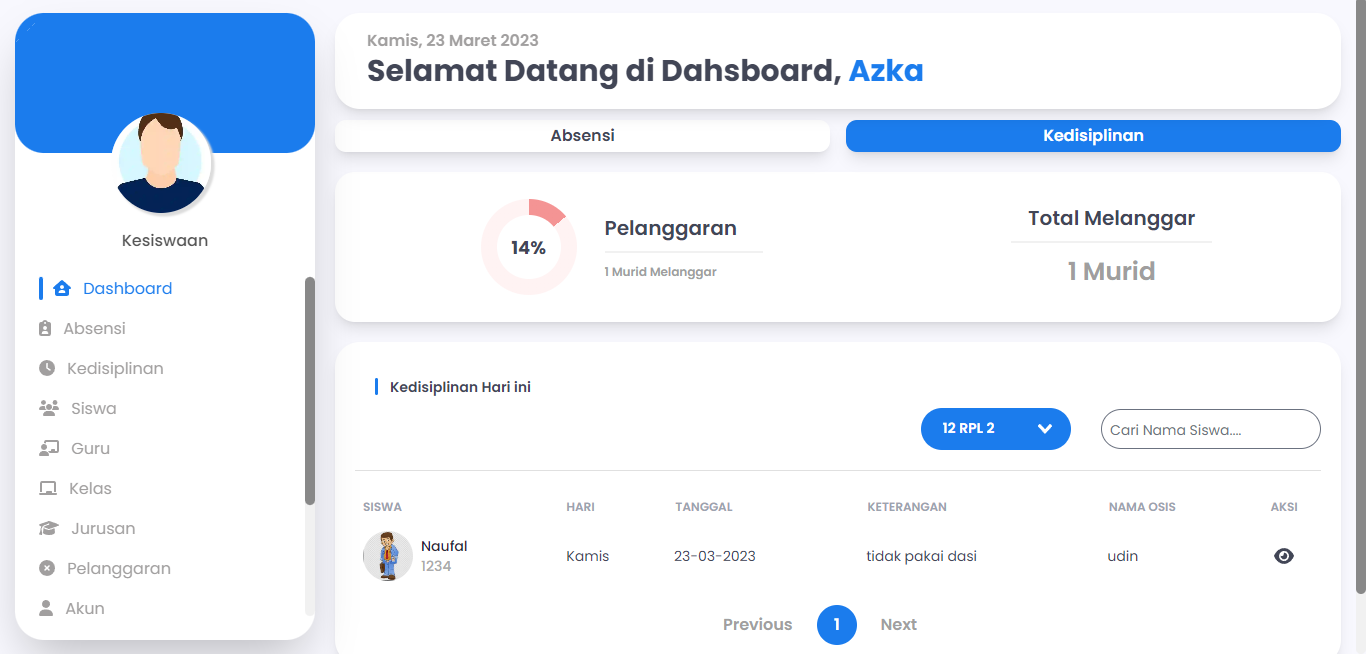 Kesiswaan
Dashboard
Absensi
Kedisiplinan
Siswa
Guru
Kelas
Jurusan
Pelanggaran
Akun
Kamis, 23 Maret 2023
Selamat Datang di Dahsboard, Azka
Absensi
Kedisiplinan
14%
Pelanggaran
1 Murid Melanggar
Total Melanggar
1 Murid
Kedisiplinan Hari ini
12 RPL 2
Cari Nama Siswa....
SISWA HARI TANGGAL KETERANGAN NAMA OSIS AKSI
Naufal
1234
Kamis 23-03-2023 tidak pakai dasi udin
Previous 1 Next